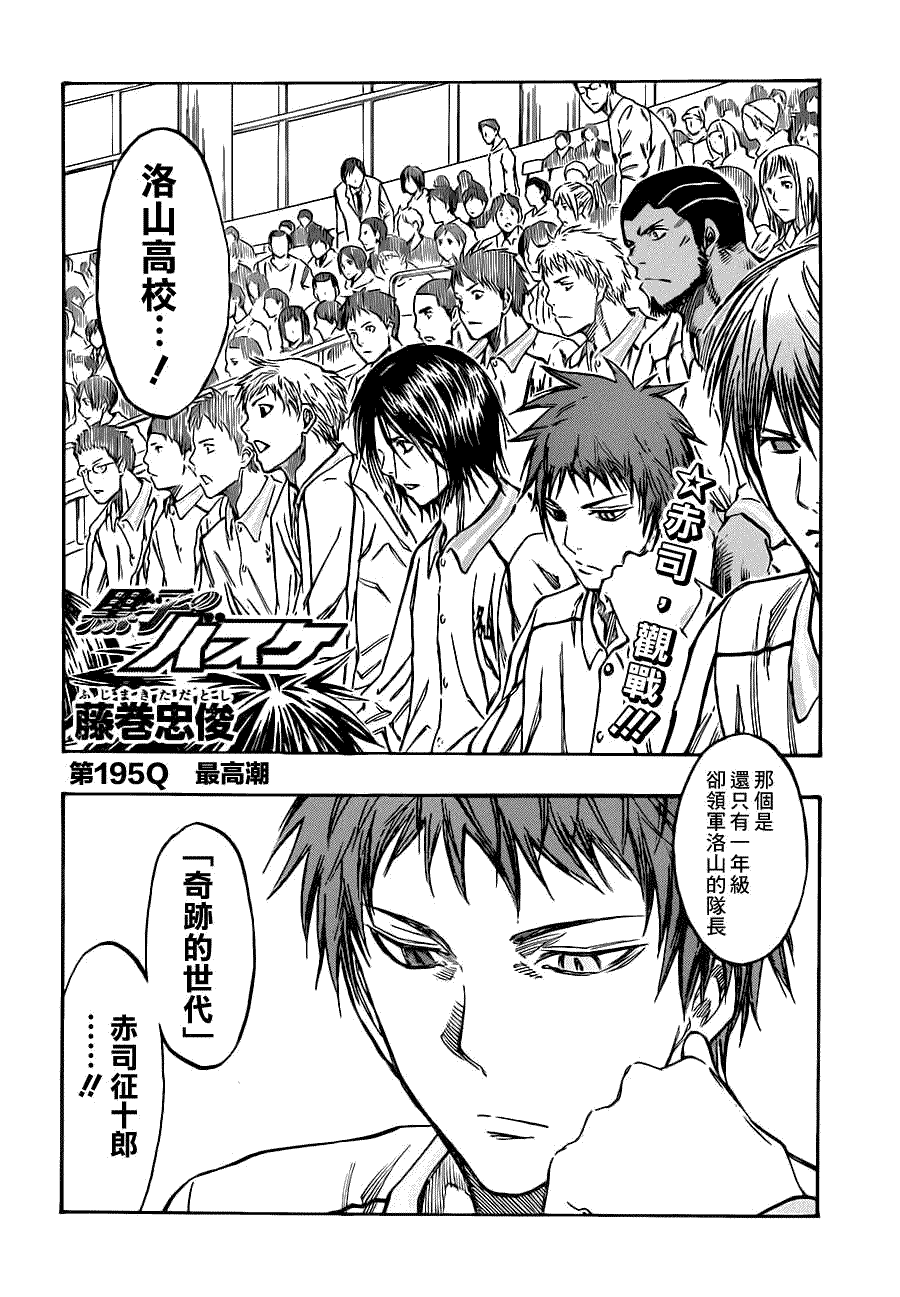 洛山高校…!
☆赤司,觀戰!!!
黒子の
バスケ
ふじまきただとし
藤巻忠俊
第195Q 最高潮
那個是
還只有一年級
卻領軍洛山的隊長
「奇跡的世代」
赤司征十郎
……!!